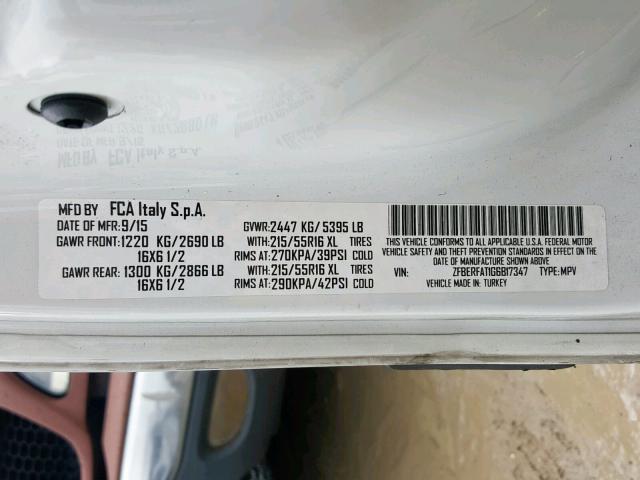 MFD BY FCA Italy S.p.A.
DATE OF MFR:9/15 GVWR:2447 KG/5395 LB
GAWR FRONT:1220 KG/2690 LB WITH:215/55R16 XL TIRES
16X6 1/2 RIMS AT:270KPA/39PSI COLD
GAWR REAR:1300 KG/2866 LB WITH:215/55R16 XL TIRES
16X6 1/2 RIMS AT:290KPA/42PSI COLD
THIS VEHICLE CONFORMS TO ALL APPLICABLE U.S.A. FEDERAL MOTOR
VEHICLE SAFETY AND THEFT PREVENTION STANDARDS IN EFFECT ON THE
DATE OF MANUFACTURE SHOWN ABOVE
VIN: ZFBERFAT1G6B17347 TYPE: MPV
VEHICLE MADE IN: TURKEY